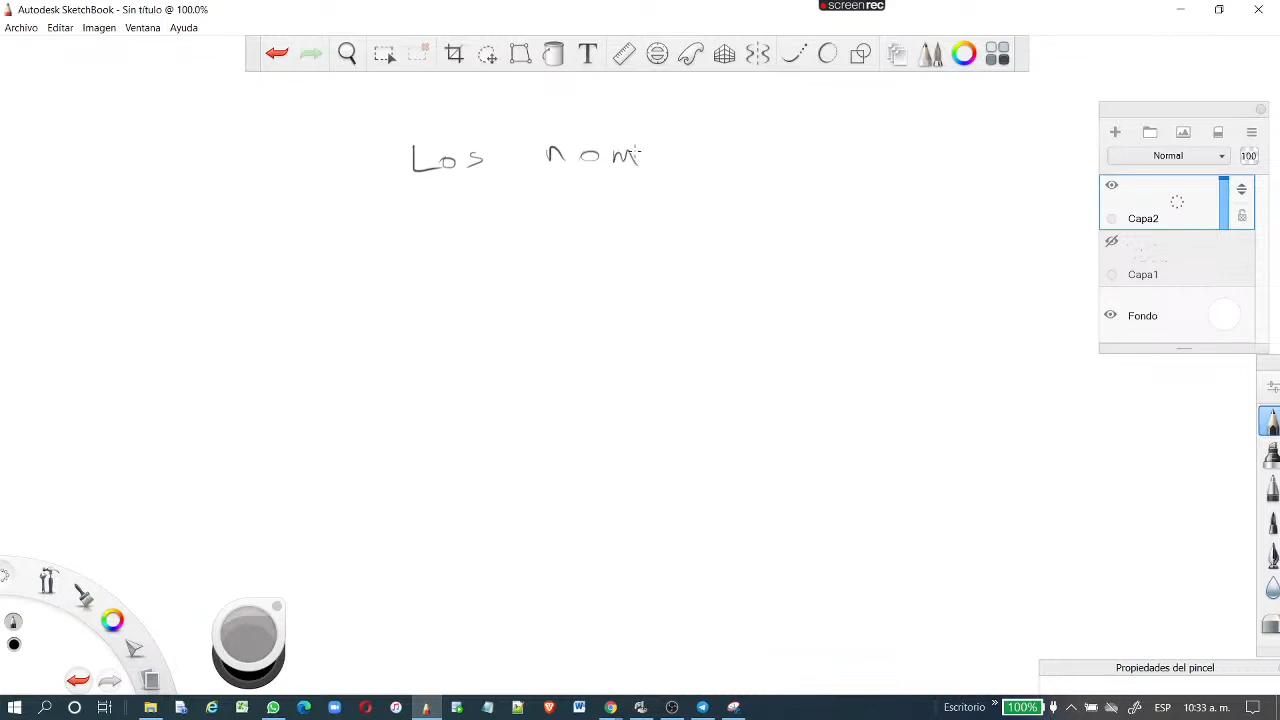 Autodesk SketchBook - Sin título @ 100.0%
screenrec
Archivo Editar Imagen Ventana Ayuda
T
Los nom
Normal 100
Capa2
Capa1
Fondo
Propiedades del pincel
Escritorio » 100% ESP 10:33 a. m.